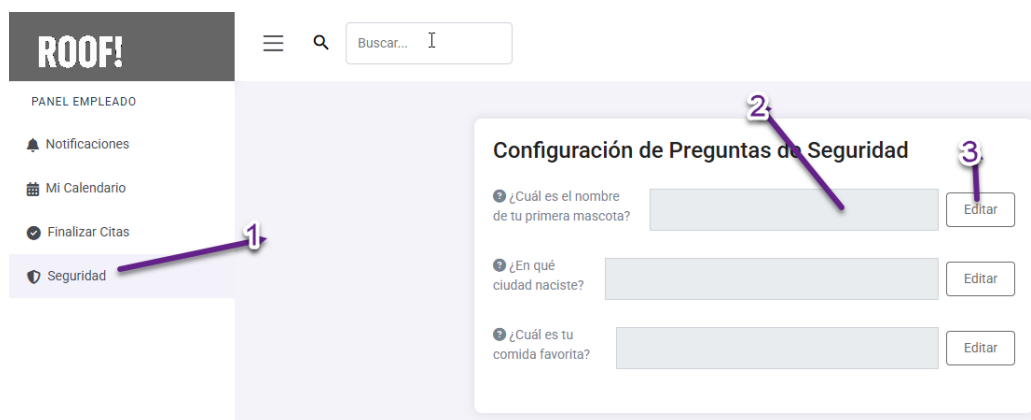 ROOF!
Buscar...
PANEL EMPLEADO
Notificaciones
Mi Calendario
Finalizar Citas
Seguridad
1
2
3
Configuración de Preguntas de Seguridad
¿Cuál es el nombre
de tu primera mascota?
Editar
¿En qué
ciudad naciste?
Editar
¿Cuál es tu
comida favorita?
Editar